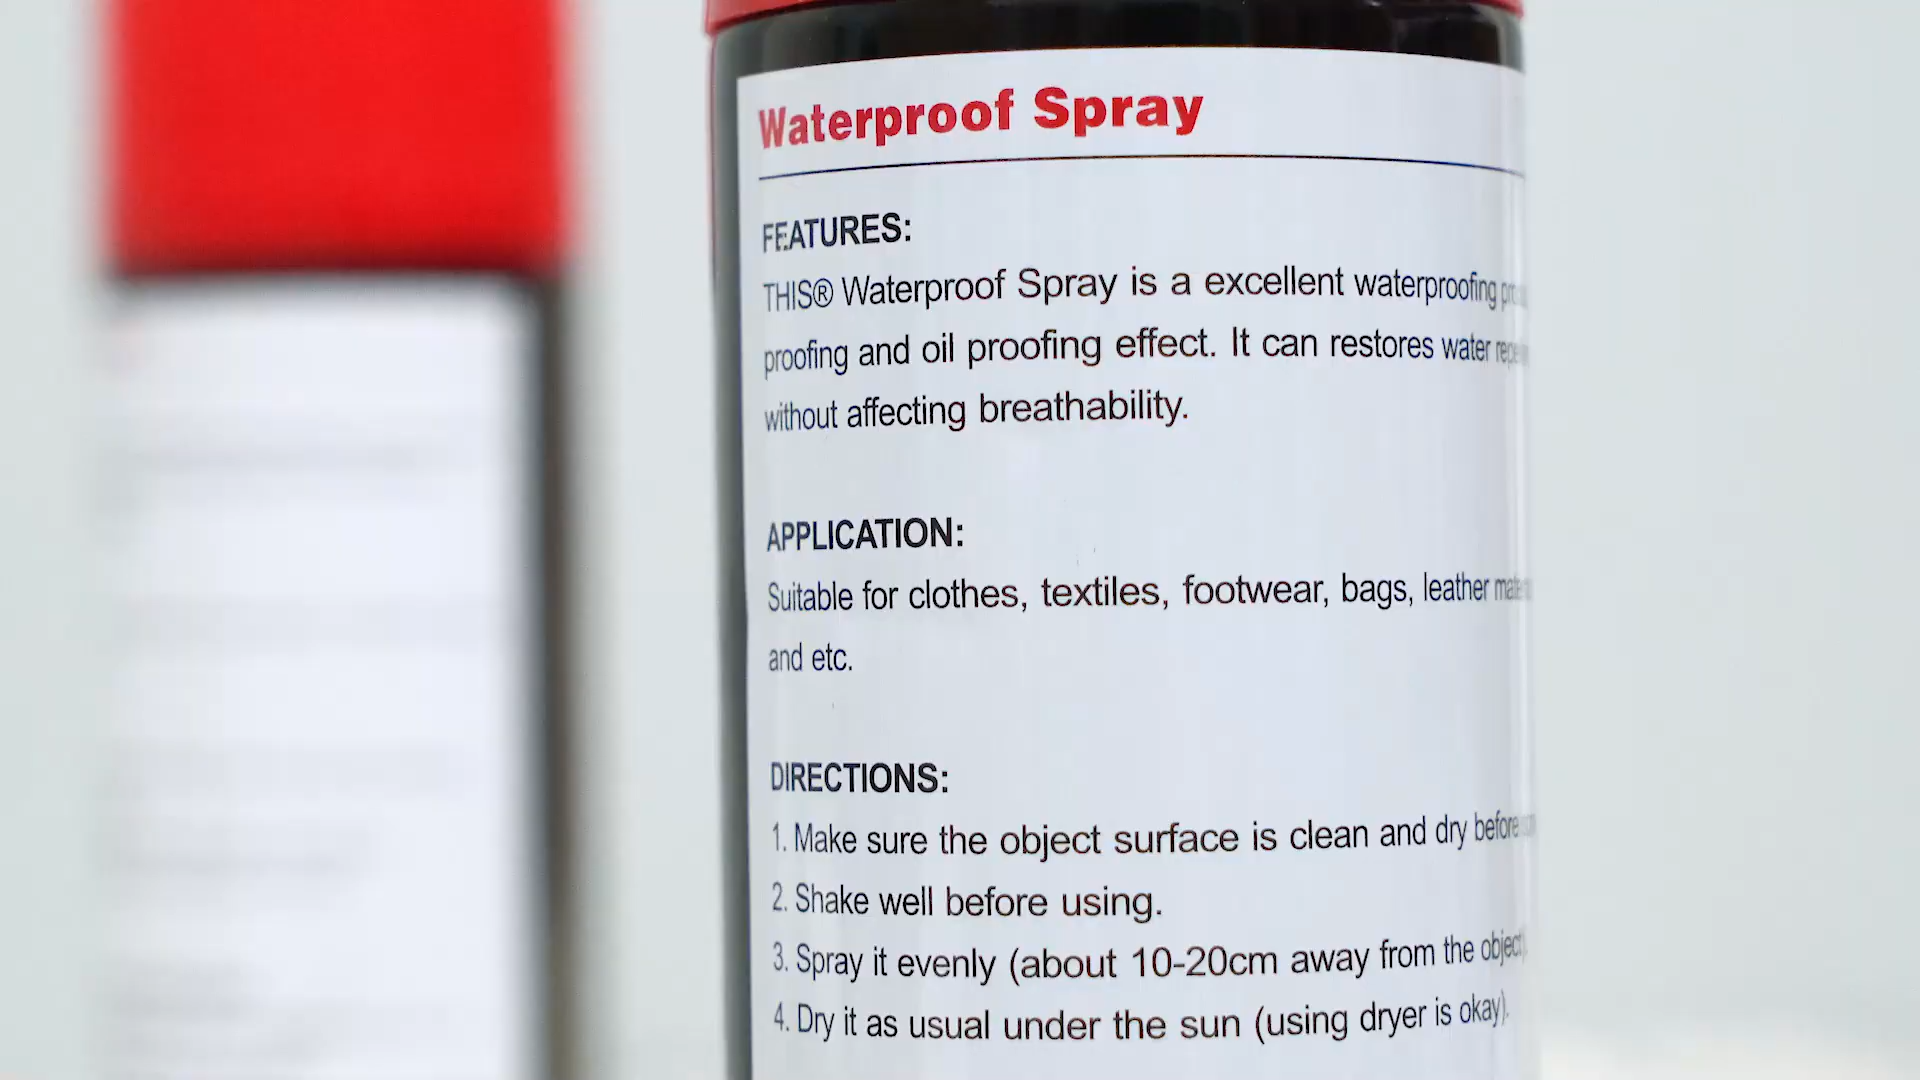 Waterproof Spray
FEATURES:
THIS® Waterproof Spray is a excellent waterproofing
proofing and oil proofing effect. It can restores water
without affecting breathability.
APPLICATION:
Suitable for clothes, textiles, footwear, bags, leather
and etc.
DIRECTIONS:
1. Make sure the object surface is clean and dry before
2. Shake well before using.
3. Spray it evenly (about 10-20cm away from the object).
4. Dry it as usual under the sun (using dryer is okay).